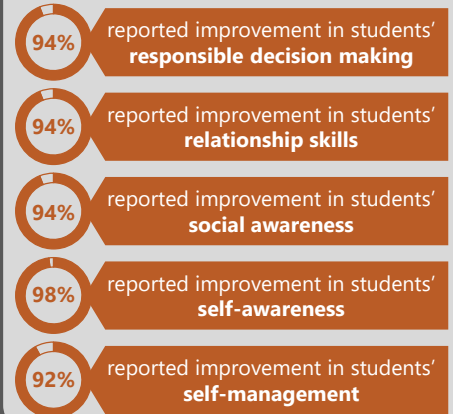 94%
reported improvement in students’
responsible decision making
94%
reported improvement in students’
relationship skills
94%
reported improvement in students’
social awareness
98%
reported improvement in students’
self-awareness
92%
reported improvement in students’
self-management